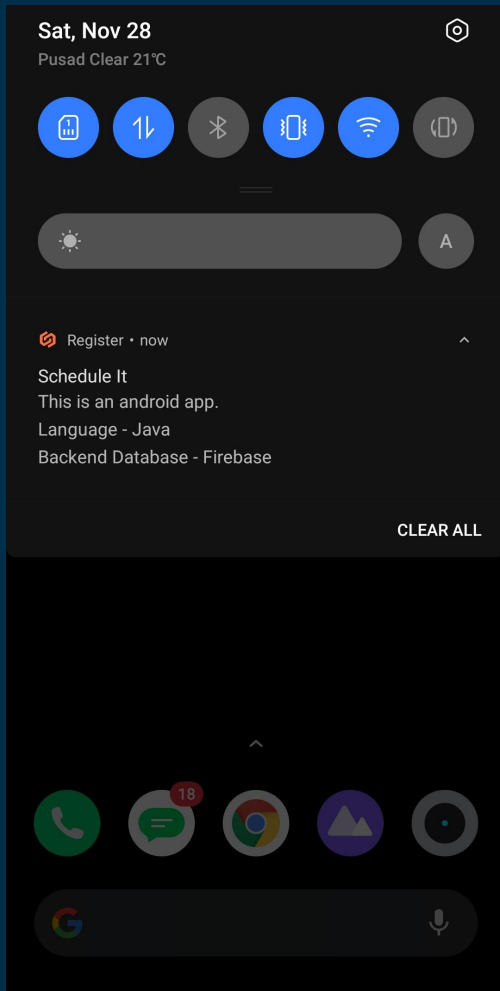 Sat, Nov 28
Pusad Clear 21℃
1
A
Register • now
Schedule It
This is an android app.
Language - Java
Backend Database - Firebase
CLEAR ALL
18